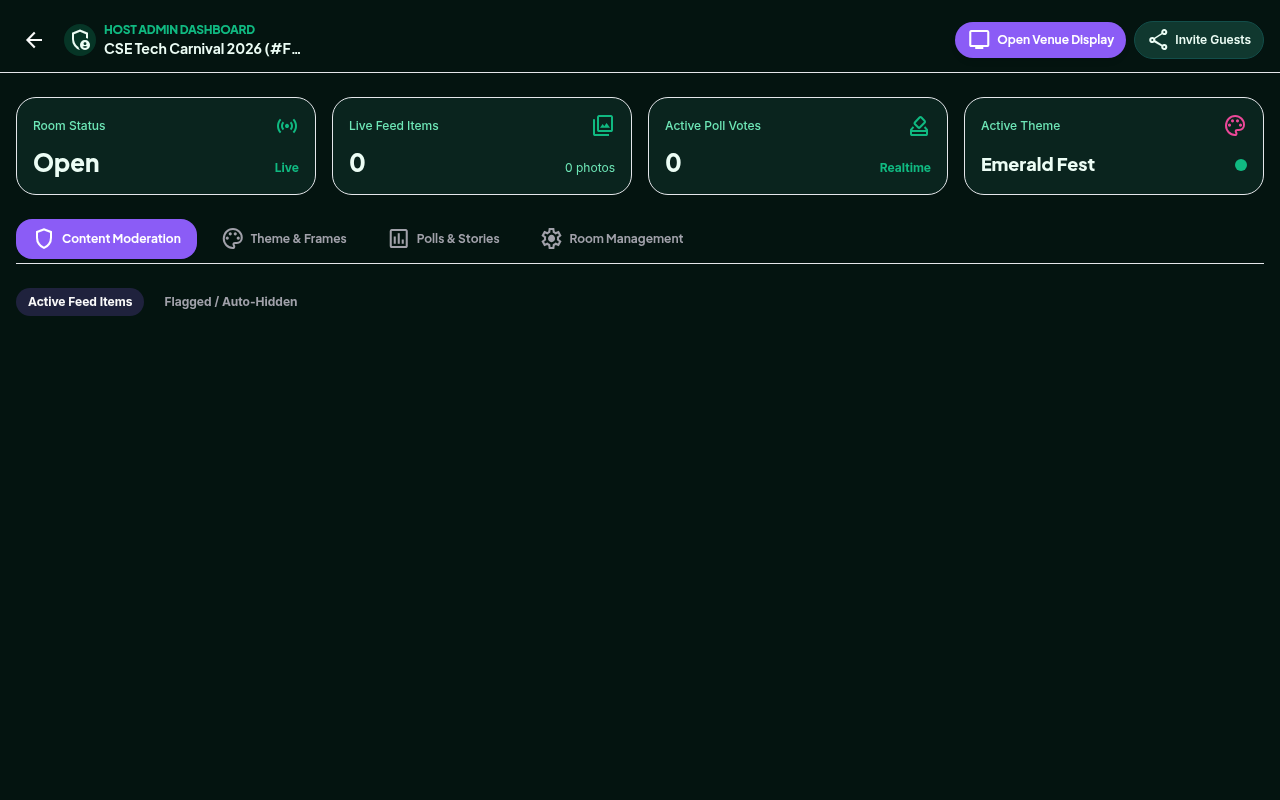 HOST ADMIN DASHBOARD
CSE Tech Carnival 2026 (#F...
Open Venue Display
Invite Guests
Room Status
Open
Live
Live Feed Items
0
0 photos
Active Poll Votes
0
Realtime
Active Theme
Emerald Fest
Content Moderation
Theme & Frames
Polls & Stories
Room Management
Active Feed Items
Flagged / Auto-Hidden